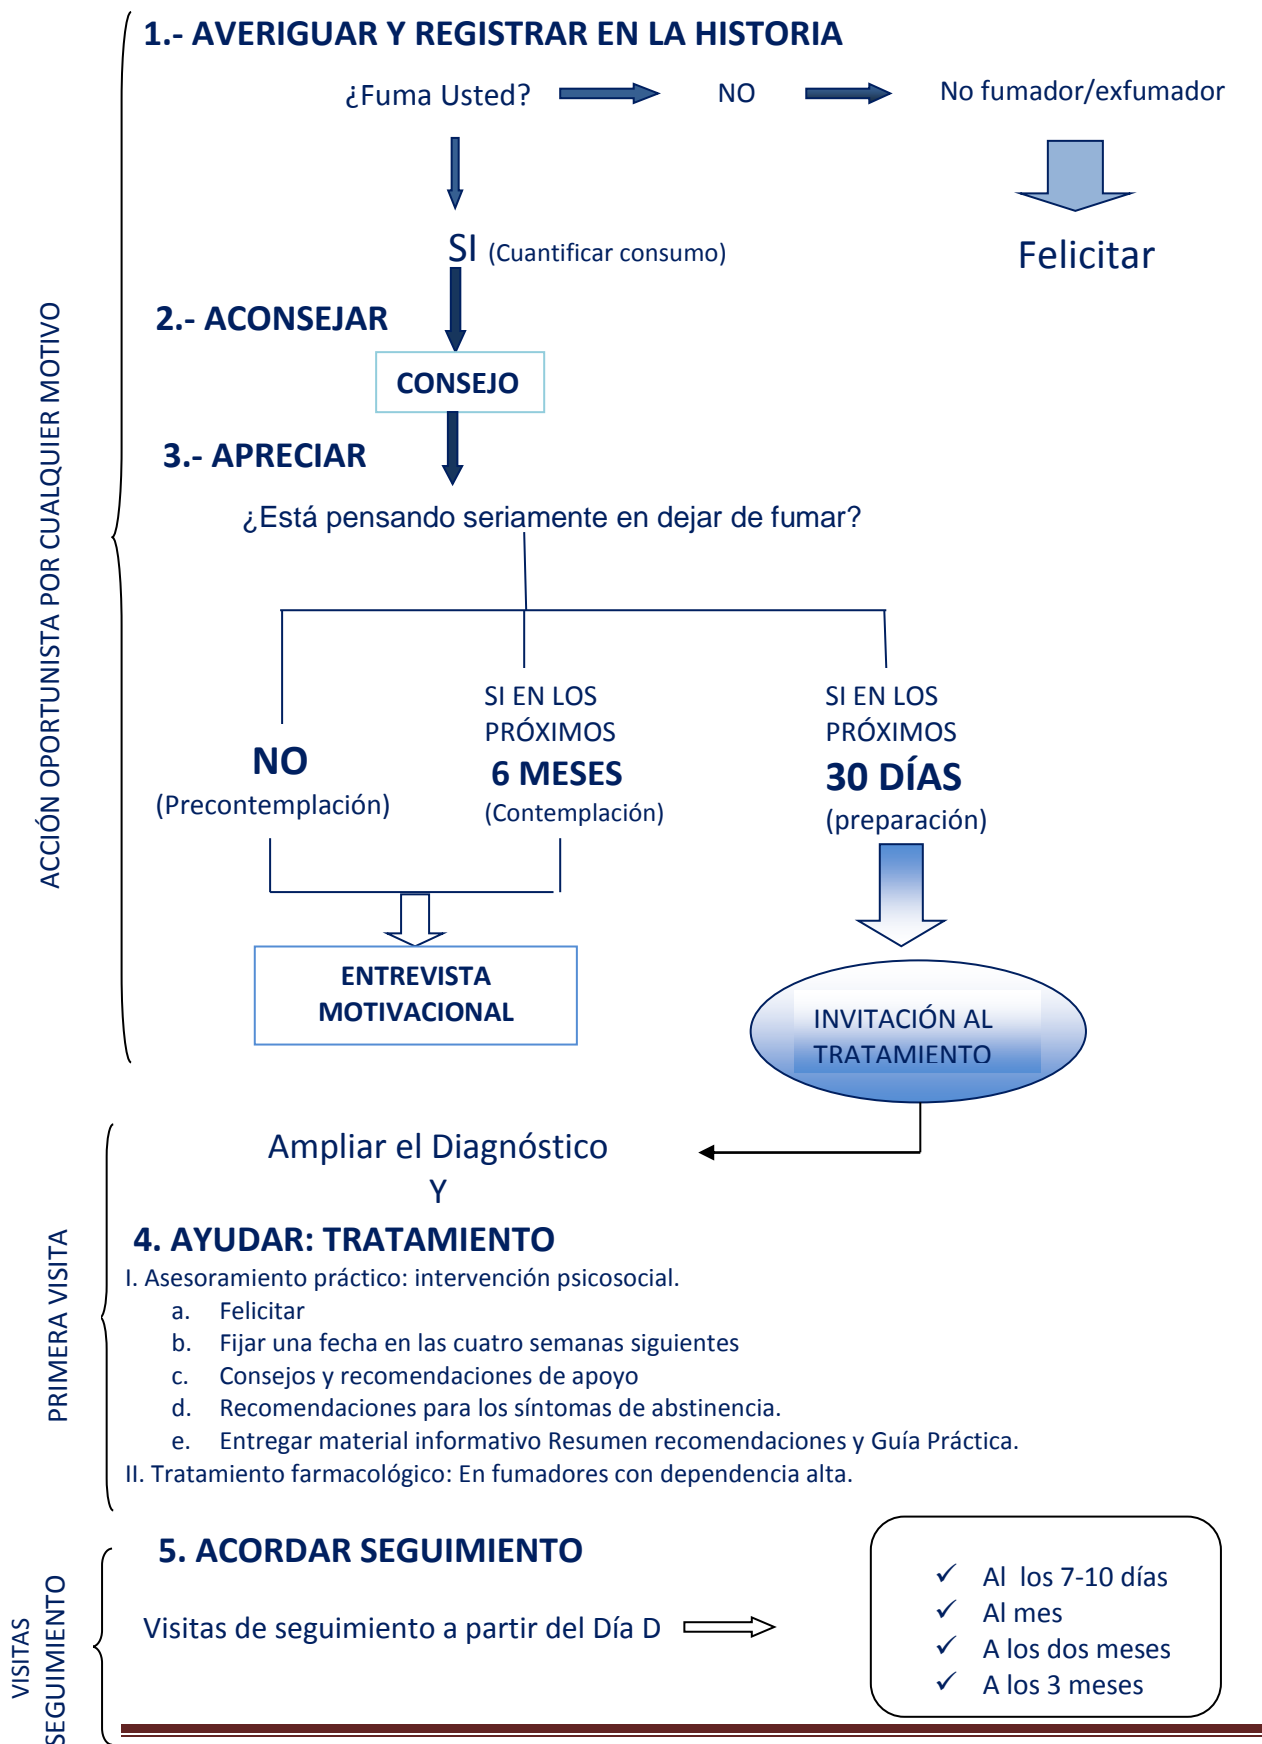 1.- AVERIGUAR Y REGISTRAR EN LA HISTORIA
¿Fuma Usted?
NO
No fumador/exfumador
SI (Cuantificar consumo)
Felicitar
2.- ACONSEJAR
CONSEJO
3.- APRECIAR
¿Está pensando seriamente en dejar de fumar?
NO
(Precontemplación)
SI EN LOS
PRÓXIMOS
6 MESES
(Contemplación)
SI EN LOS
PRÓXIMOS
30 DÍAS
(preparación)
ENTREVISTA
MOTIVACIONAL
INVITACIÓN AL
TRATAMIENTO
ACCIÓN OPORTUNISTA POR CUALQUIER MOTIVO
Ampliar el Diagnóstico
Y
4. AYUDAR: TRATAMIENTO
I. Asesoramiento práctico: intervención psicosocial.
a. Felicitar
b. Fijar una fecha en las cuatro semanas siguientes
c. Consejos y recomendaciones de apoyo
d. Recomendaciones para los síntomas de abstinencia.
e. Entregar material informativo Resumen recomendaciones y Guía Práctica.
II. Tratamiento farmacológico: En fumadores con dependencia alta.
PRIMERA VISITA
5. ACORDAR SEGUIMIENTO
Visitas de seguimiento a partir del Día D
✓ Al los 7-10 días
✓ Al mes
✓ A los dos meses
✓ A los 3 meses
VISITAS
SEGUIMIENTO